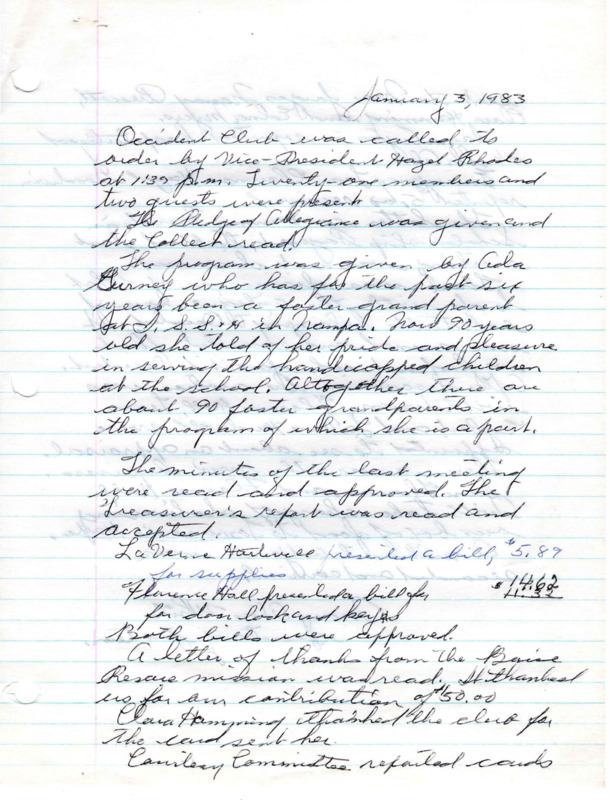 January 3, 1983
Occident Club was called to
order by Vice-President Hazel Rhodes
at 1:39 p.m. Twenty-one members and
two guests were present.
The Pledge of Allegiance was given and
the Collect read.
The program was given by Ada
Gurney who has for the past six
years been a foster grand parent
at I. S. S. & H in Nampa. Now 90 years
old she told of her pride and pleasure
in serving the handicapped children
at the school. Altogether there are
about 90 foster grandparents in
the program of which she is a part.
The minutes of the last meeting
were read and approved. The
Treasurer's report was read and
accepted.
LaVerne presented a bill, $5.89
for supplies
Florence Hall presented a bill for $14.62
for door lock and keys
Both bills were approved.
A letter of thanks from the Boise
Rescue mission was read. It thanked
us for our contribution of $50.00
Clara Hamming thanked the club for
the card sent her.
Courtesy Committee reported cards